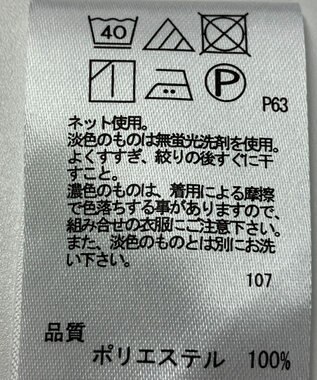 40
P
P63
ネット使用。
淡色のものは無蛍光洗剤を使用。
よくすすぎ、絞りの後すぐに干
すこと。
濃色のものは、着用による摩擦
で色落ちする事がありますので、
組み合せの衣服にご注意下さい。
また、淡色のものとは別にお洗
い下さい。
107
品質
ポリエステル 100%